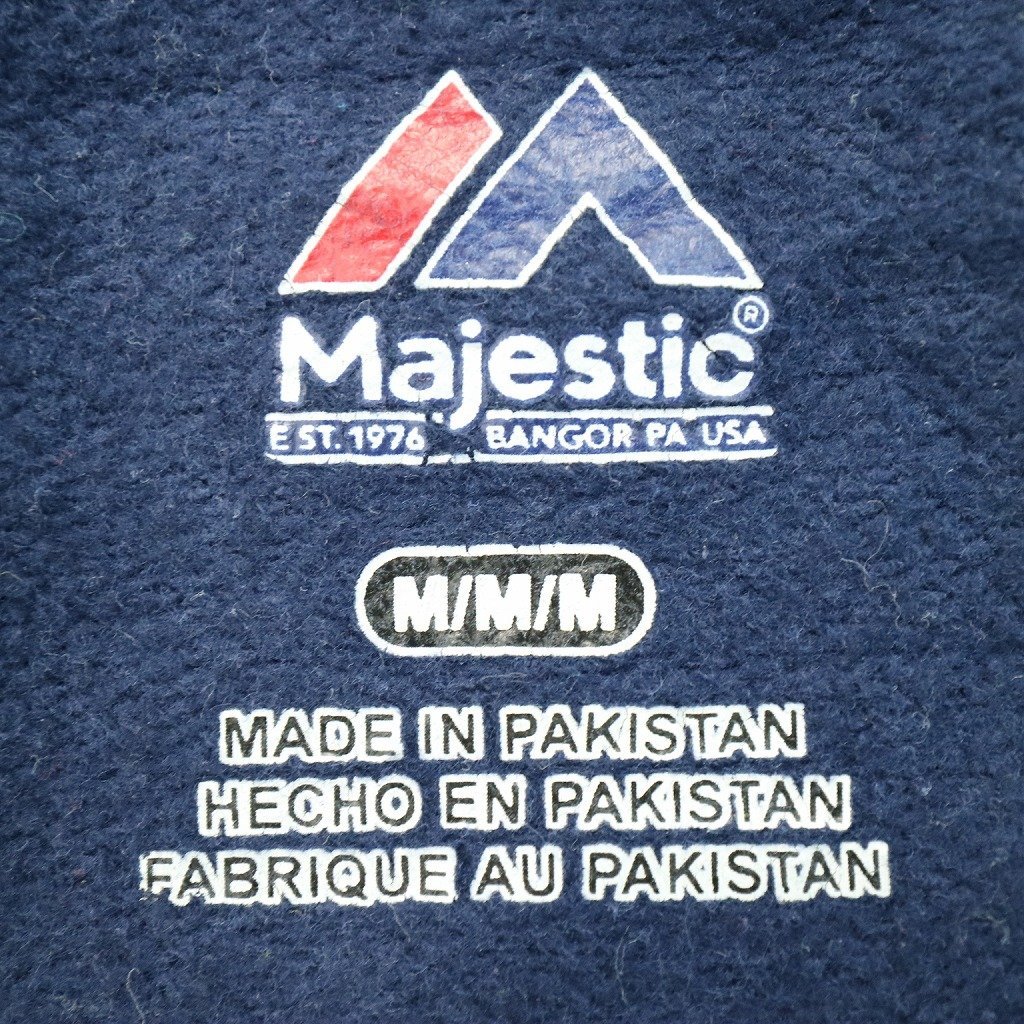 Majestic®
EST. 1976 BANGOR PA USA
M/M/M
MADE IN PAKISTAN
HECHO EN PAKISTAN
FABRIQUE AU PAKISTAN